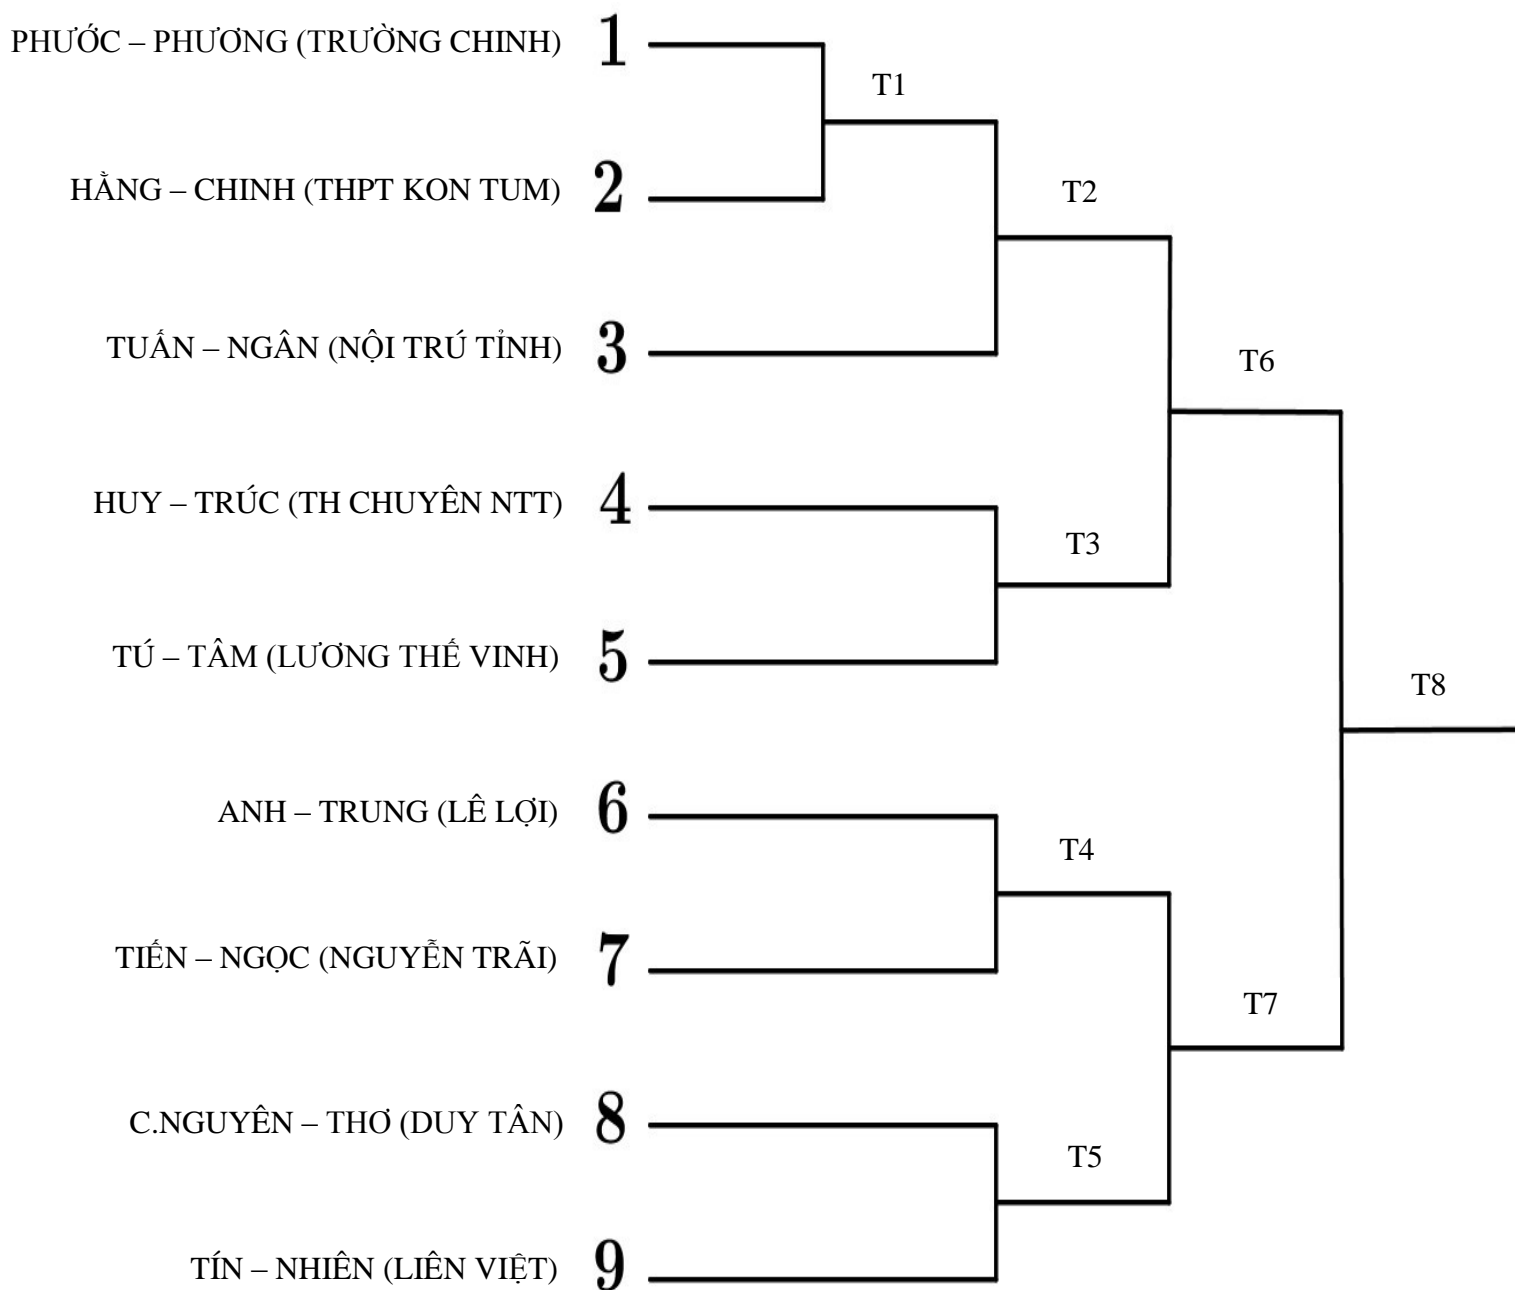 PHƯỚC – PHƯƠNG (TRƯỜNG CHINH) 1
T1
HẰNG – CHINH (THPT KON TUM) 2
T2
TUẤN – NGÂN (NỘI TRÚ TỈNH) 3
T6
HUY – TRÚC (TH CHUYÊN NTT) 4
T3
TÚ – TÂM (LƯƠNG THẾ VINH) 5
T8
ANH – TRUNG (LÊ LỢI) 6
T4
TIẾN – NGỌC (NGUYỄN TRÃI) 7
T7
C.NGUYÊN – THƠ (DUY TÂN) 8
T5
TÍN – NHIÊN (LIÊN VIỆT) 9